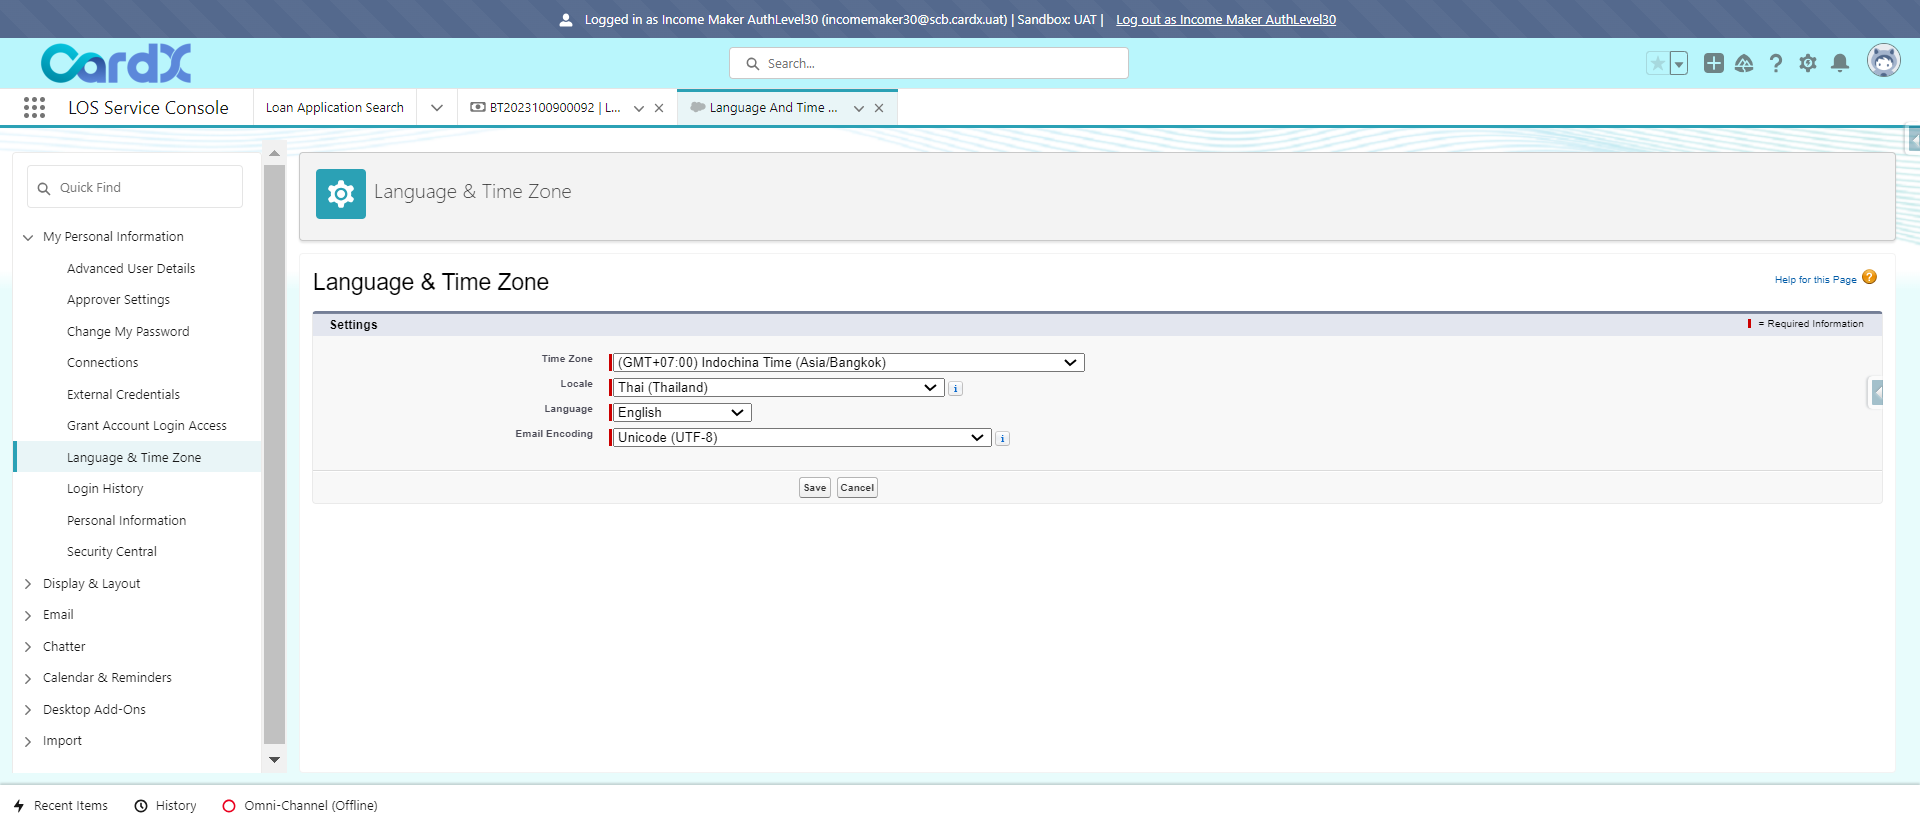 Logged in as Income Maker AuthLevel30 (incomemaker30@scb.cardx.uat) | Sandbox: UAT | Log out as Income Maker AuthLevel30
CardX
Search...
LOS Service Console
Loan Application Search
BT2023100900092 | L...
Language And Time ...
Quick Find
My Personal Information
Advanced User Details
Approver Settings
Change My Password
Connections
External Credentials
Grant Account Login Access
Language & Time Zone
Login History
Personal Information
Security Central
Display & Layout
Email
Chatter
Calendar & Reminders
Desktop Add-Ons
Import
Language & Time Zone
Language & Time Zone
Help for this Page ?
Settings
= Required Information
Time Zone (GMT+07:00) Indochina Time (Asia/Bangkok)
Locale Thai (Thailand) i
Language English
Email Encoding Unicode (UTF-8) i
Save Cancel
Recent Items
History
Omni-Channel (Offline)